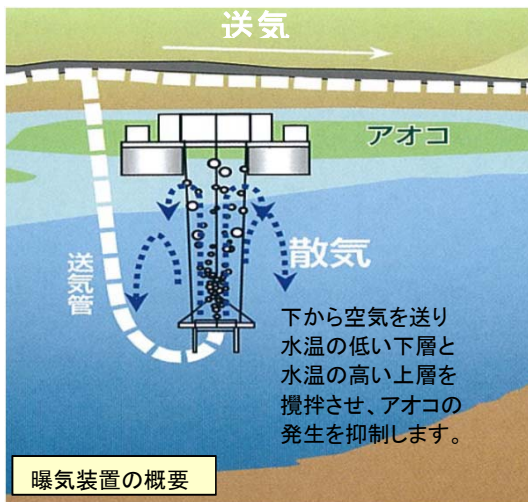 送気
アオコ
送気管
散気
下から空気を送り
水温の低い下層と
水温の高い上層を
攪拌させ、アオコの
発生を抑制します。
曝気装置の概要